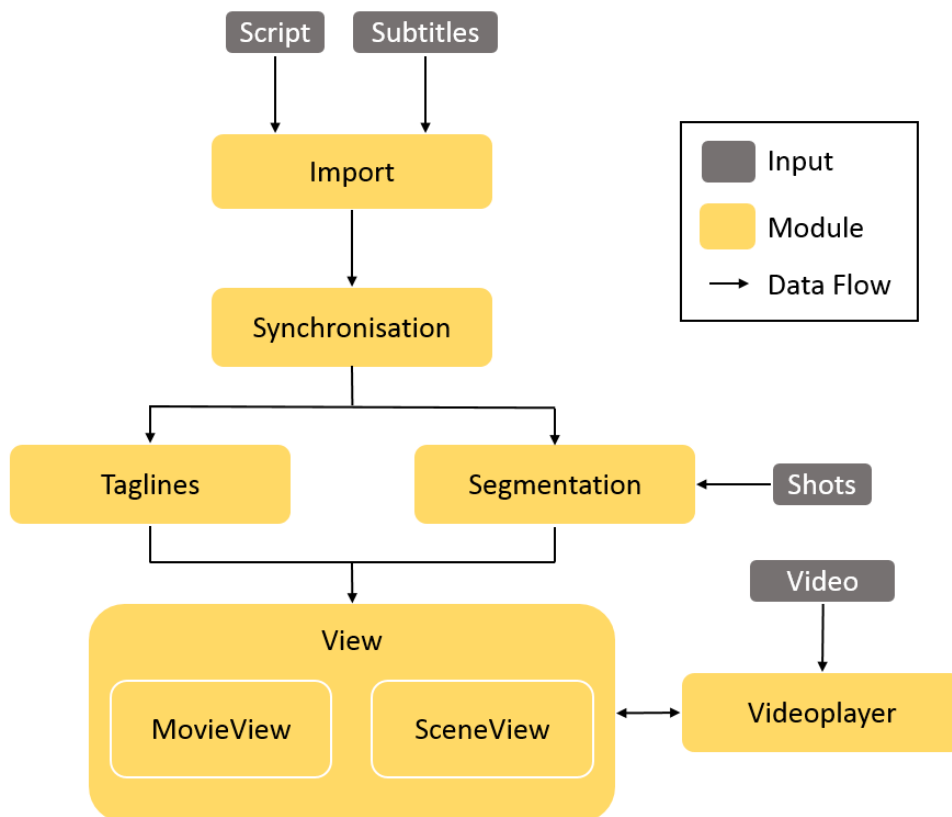 Script
Subtitles
Import
Input
Module
Data Flow
Synchronisation
Taglines
Segmentation
Shots
Video
View
MovieView
SceneView
Videoplayer